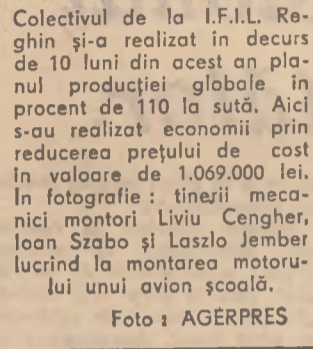 Colectivul de la I.F.I.L. Re-
ghin și-a realizat în decurs
de 10 luni din acest an pla-
nul producției globale în
procent de 110 la sută. Aici
s-au realizat economii prin
reducerea prețului de cost
în valoare de 1.069.000 lei.
In fotografie : tinerii meca-
nici montori Liviu Cengher,
Ioan Szabo și Laszlo Jember
lucrînd la montarea motoru-
lui unui avion școală.
Foto : AGERPRES